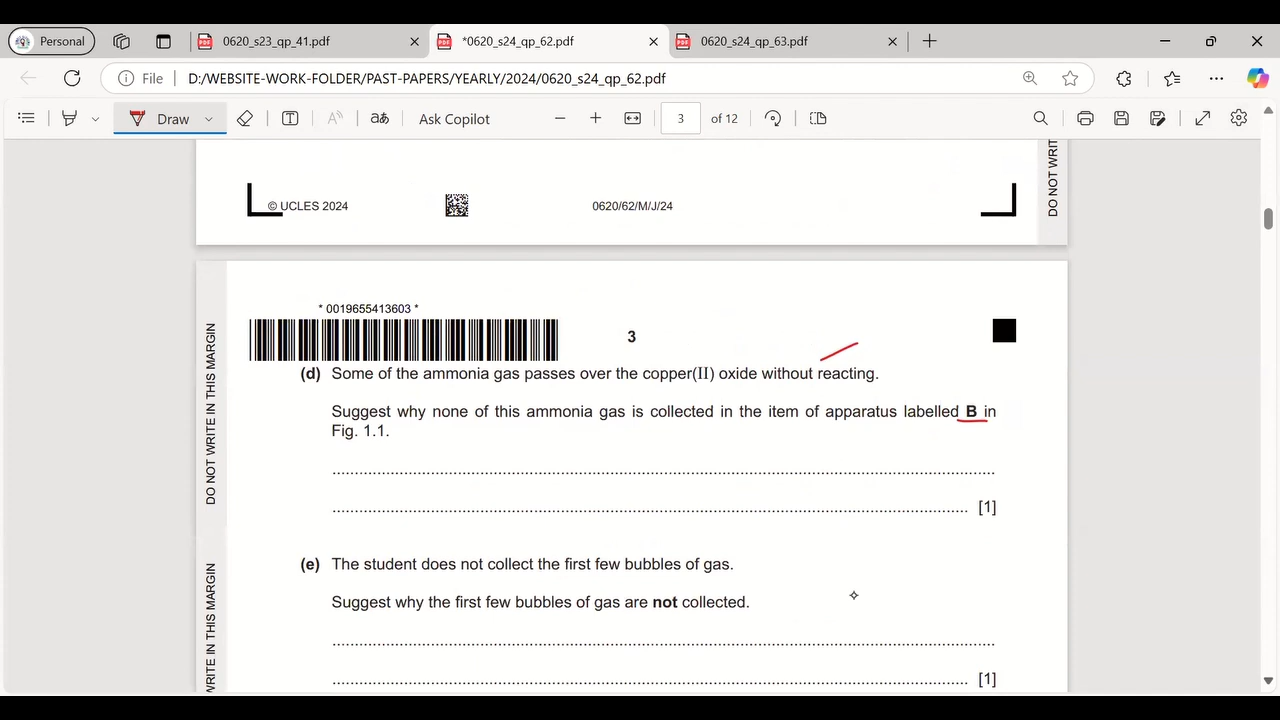 Personal
0620_s23_qp_41.pdf
*0620_s24_qp_62.pdf
0620_s24_qp_63.pdf
File
D:/WEBSITE-WORK-FOLDER/PAST-PAPERS/YEARLY/2024/0620_s24_qp_62.pdf
Draw
aあ
Ask Copilot
3
of 12
DO NOT WRIT
© UCLES 2024
0620/62/M/J/24
* 0019655413603 *
3
DO NOT WRITE IN THIS MARGIN
(d) Some of the ammonia gas passes over the copper(II) oxide without reacting.
Suggest why none of this ammonia gas is collected in the item of apparatus labelled B in
Fig. 1.1.
[1]
(e) The student does not collect the first few bubbles of gas.
Suggest why the first few bubbles of gas are not collected.
[1]
WRITE IN THIS MARGIN